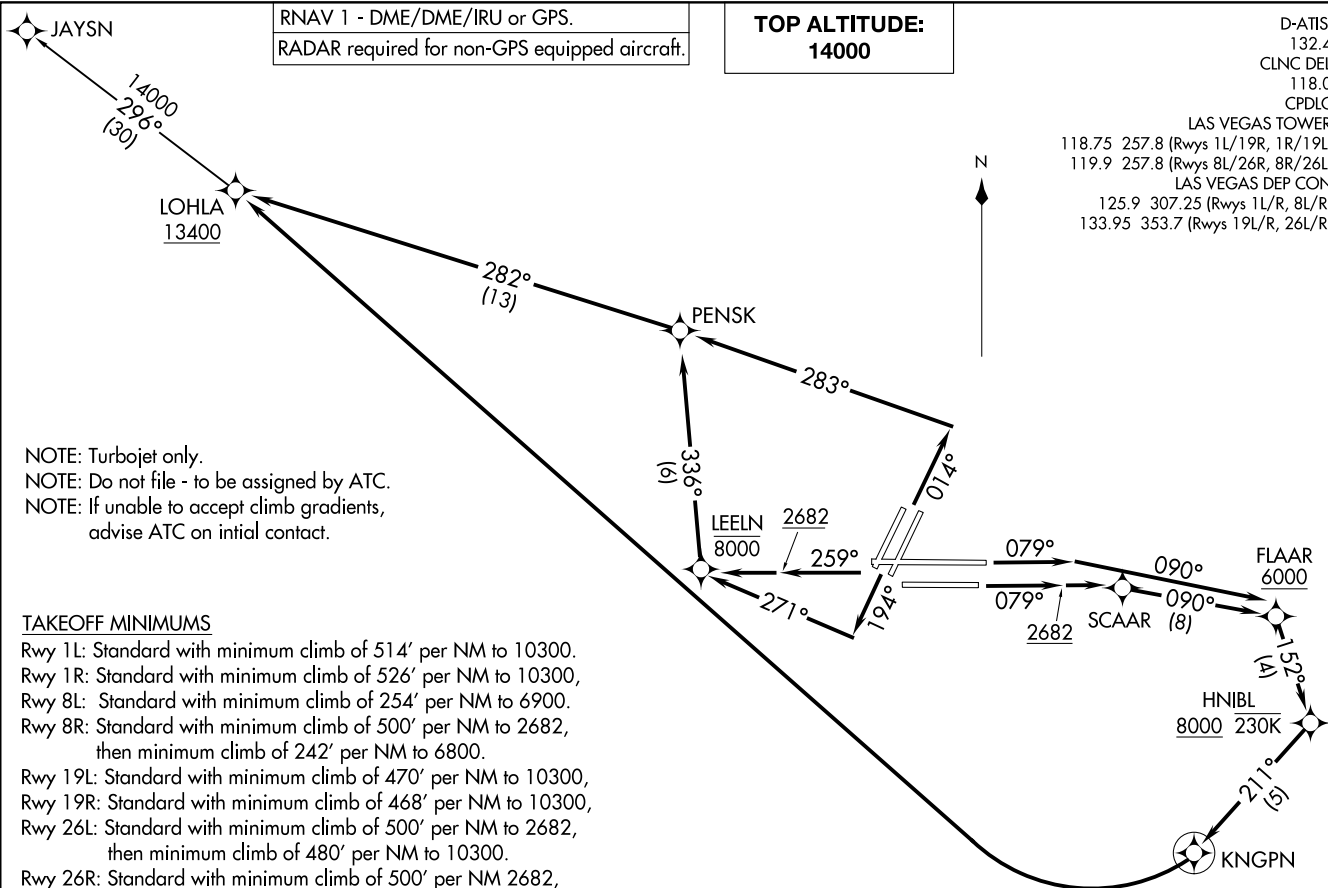 JAYSN
RNAV 1 - DME/DME/IRU or GPS.
RADAR required for non-GPS equipped aircraft.
TOP ALTITUDE:
14000
D-ATIS
132.4
CLNC DEL
118.0
CPDLC
LAS VEGAS TOWER
118.75 257.8 (Rwys 1L/19R, 1R/19L
119.9 257.8 (Rwys 8L/26R, 8R/26L
LAS VEGAS DEP CON
125.9 307.25 (Rwys 1L/R, 8L/R
133.95 353.7 (Rwys 19L/R, 26L/R
14000
296°
(30)
N
LOHLA
13400
282°
(13)
PENSK
283°
336°
(6)
014°
NOTE: Turbojet only.
NOTE: Do not file - to be assigned by ATC.
NOTE: If unable to accept climb gradients,
advise ATC on intial contact.
LEELN
8000
2682
259°
271°
194°
079°
090°
079°
2682
SCAAR
090°
(8)
FLAAR
6000
152°
(4)
HNIBL
8000 230K
211°
(5)
KNGPN
TAKEOFF MINIMUMS
Rwy 1L: Standard with minimum climb of 514' per NM to 10300.
Rwy 1R: Standard with minimum climb of 526' per NM to 10300,
Rwy 8L: Standard with minimum climb of 254' per NM to 6900.
Rwy 8R: Standard with minimum climb of 500' per NM to 2682,
then minimum climb of 242' per NM to 6800.
Rwy 19L: Standard with minimum climb of 470' per NM to 10300,
Rwy 19R: Standard with minimum climb of 468' per NM to 10300,
Rwy 26L: Standard with minimum climb of 500' per NM to 2682,
then minimum climb of 480' per NM to 10300.
Rwy 26R: Standard with minimum climb of 500' per NM 2682,